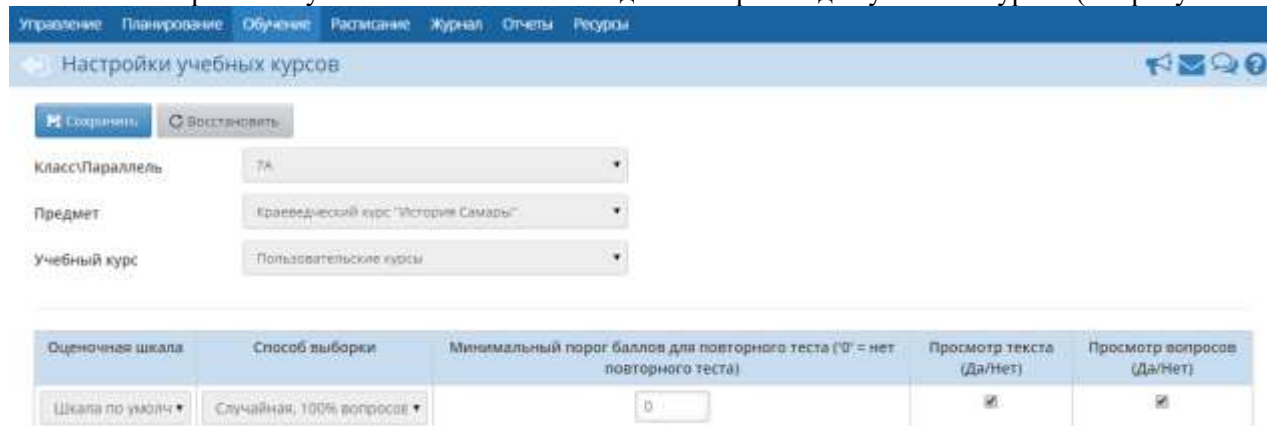 Управление Планирование Обучение Расписание Журнал Отчеты Ресурсы
Настройки учебных курсов
Сохранить Восстановить
Класс\Параллель 7А
Предмет Краеведческий курс "История Самары"
Учебный курс Пользовательские курсы
Оценочная шкала Способ выборки Минимальный порог баллов для повторного теста ('0' = нет повторного теста) Просмотр текста (Да/Нет) Просмотр вопросов (Да/Нет)
Шкала по умолч Случайная, 100% вопросов 0